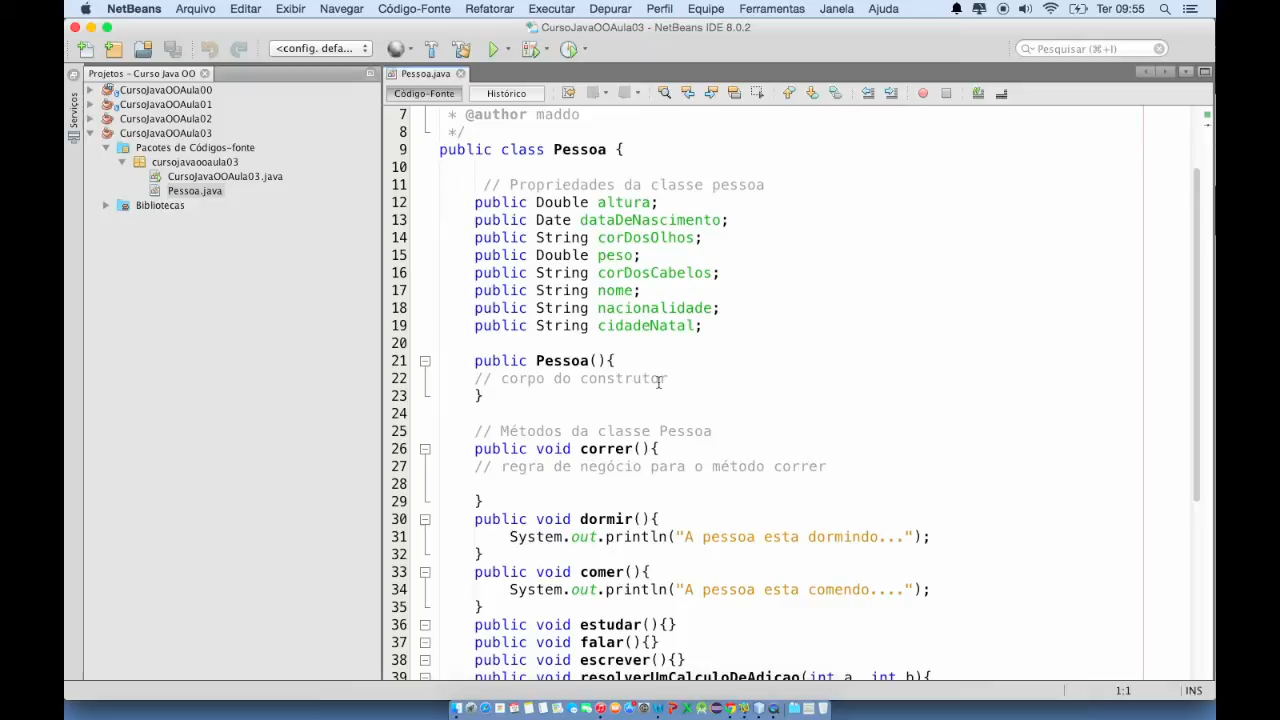 NetBeans Arquivo Editar Exibir Navegar Código-Fonte Refatorar Executar Depurar Perfil Equipe Ferramentas Janela Ajuda Ter 09:55
CursoJavaOOAula03 - NetBeans IDE 8.0.2
<config. defa... Pesquisar (⌘+I)
Projetos - Curso Java OO
Serviços
CursoJavaOOAula00
CursoJavaOOAula01
CursoJavaOOAula02
CursoJavaOOAula03
Pacotes de Códigos-fonte
cursojavaooaula03
CursoJavaOOAula03.java
Pessoa.java
Bibliotecas
Pessoa.java
Código-Fonte Histórico
7 * @author maddo
8 */
9 public class Pessoa {
10
11 // Propriedades da classe pessoa
12 public Double altura;
13 public Date dataDeNascimento;
14 public String corDosOlhos;
15 public Double peso;
16 public String corDosCabelos;
17 public String nome;
18 public String nacionalidade;
19 public String cidadeNatal;
20
21 public Pessoa(){
22 // corpo do construtor
23 }
24
25 // Métodos da classe Pessoa
26 public void correr(){
27 // regra de negócio para o método correr
28
29 }
30 public void dormir(){
31 System.out.println("A pessoa esta dormindo...");
32 }
33 public void comer(){
34 System.out.println("A pessoa esta comendo....");
35 }
36 public void estudar(){}
37 public void falar(){}
38 public void escrever(){}
39 public void resolverUmCalculoDeAdicao(int a, int b){
1:1 INS